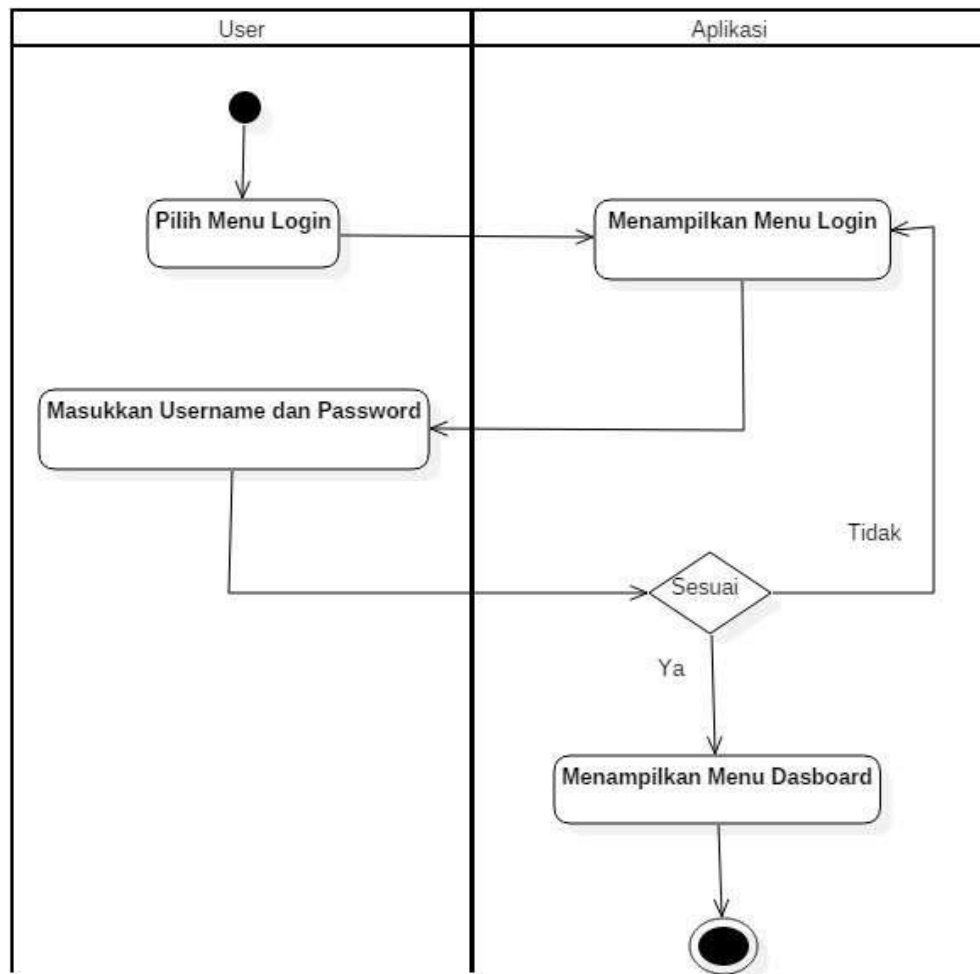 User
Aplikasi
Pilih Menu Login
Menampilkan Menu Login
Masukkan Username dan Password
Tidak
Sesuai
Ya
Menampilkan Menu Dasboard